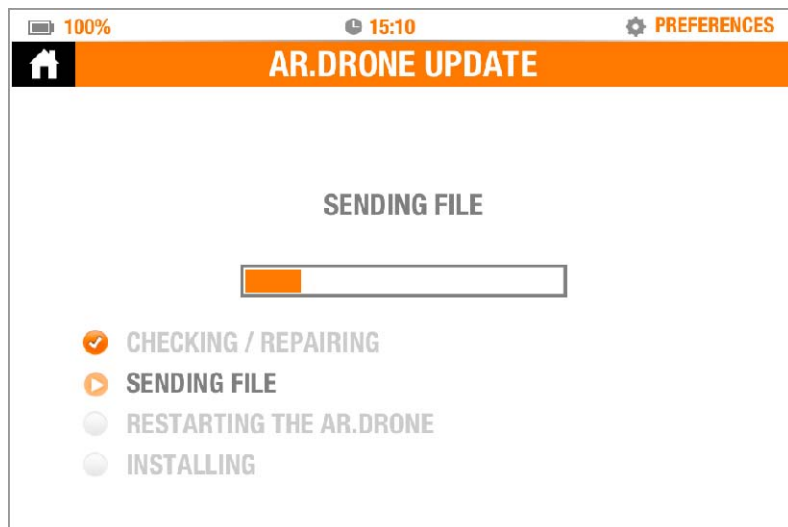 100% 15:10 PREFERENCES
AR.DRONE UPDATE
SENDING FILE
CHECKING / REPAIRING
SENDING FILE
RESTARTING THE AR.DRONE
INSTALLING